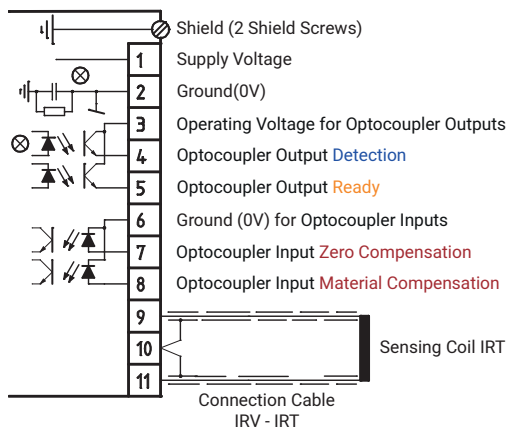 Shield (2 Shield Screws)
1 Supply Voltage
2 Ground(0V)
3 Operating Voltage for Optocoupler Outputs
4 Optocoupler Output Detection
5 Optocoupler Output Ready
6 Ground (0V) for Optocoupler Inputs
7 Optocoupler Input Zero Compensation
8 Optocoupler Input Material Compensation
9
10 Sensing Coil IRT
11
Connection Cable
IRV - IRT